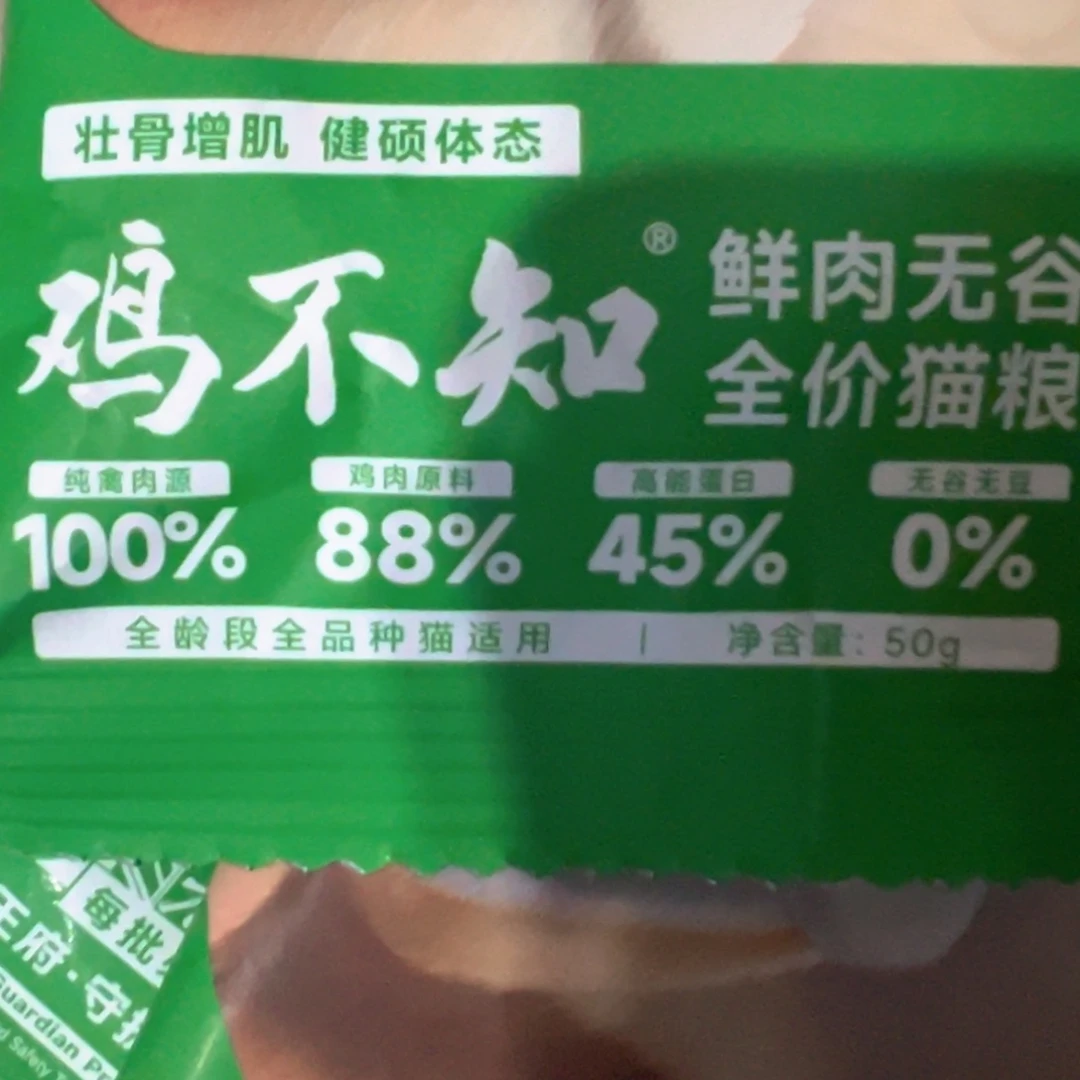 壮骨增肌 健硕体态
鸡不知®
鲜肉无谷
全价猫粮
纯禽肉源 鸡肉原料 高能蛋白 无谷无豆
100% 88% 45% 0%
全龄段全品种猫适用 | 净含量: 50g
每批
王府·守
Guardian Pr
d Safety